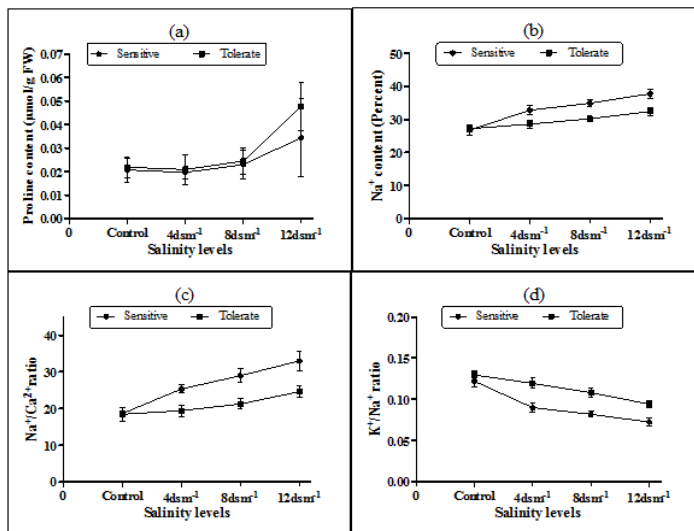 (a)
Sensitive Tolerate
Proline content (µmol/g FW)
0.07
0.06
0.05
0.04
0.03
0.02
0.01
0.00
0 Control 4dsm⁻¹ 8dsm⁻¹ 12dsm⁻¹
Salinity levels
(b)
Sensitive Tolerate
Na⁺ content (Percent)
50
40
30
20
10
0
0 Control 4dsm⁻¹ 8dsm⁻¹ 12dsm⁻¹
Salinity levels
(c)
Sensitive Tolerate
Na⁺/Ca²⁺ratio
40
30
20
10
0
0 Control 4dsm⁻¹ 8dsm⁻¹ 12dsm⁻¹
Salinity levels
(d)
Sensitive Tolerate
K⁺/Na⁺ ratio
0.20
0.15
0.10
0.05
0.00
0 Control 4dsm⁻¹ 8dsm⁻¹ 12dsm⁻¹
Salinity levels